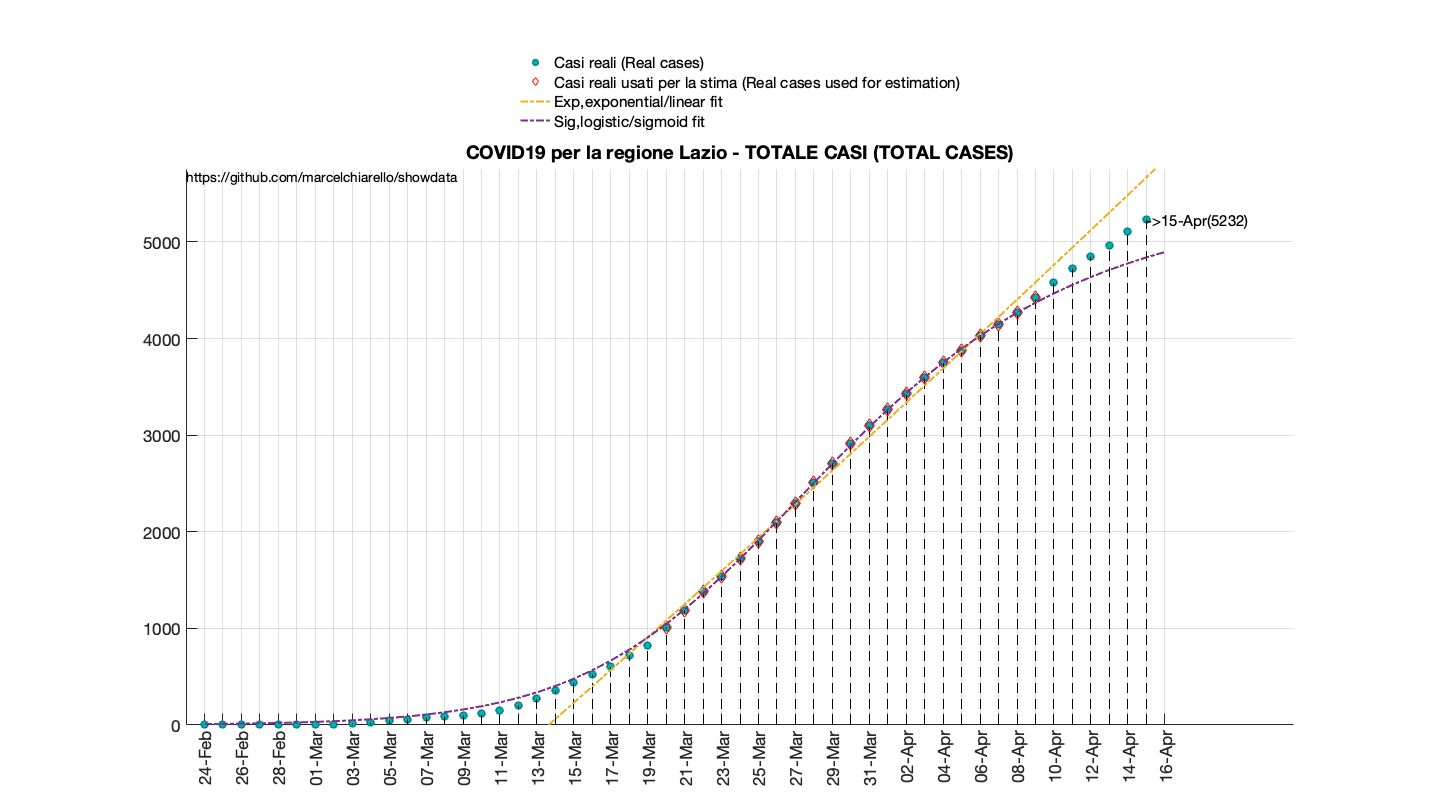 Casi reali (Real cases)
Casi reali usati per la stima (Real cases used for estimation)
Exp,exponential/linear fit
Sig,logistic/sigmoid fit
COVID19 per la regione Lazio - TOTALE CASI (TOTAL CASES)
https://github.com/marcelchiarello/showdata
>15-Apr(5232)
5000
4000
3000
2000
1000
0
24-Feb
26-Feb
28-Feb
01-Mar
03-Mar
05-Mar
07-Mar
09-Mar
11-Mar
13-Mar
15-Mar
17-Mar
19-Mar
21-Mar
23-Mar
25-Mar
27-Mar
29-Mar
31-Mar
02-Apr
04-Apr
06-Apr
08-Apr
10-Apr
12-Apr
14-Apr
16-Apr